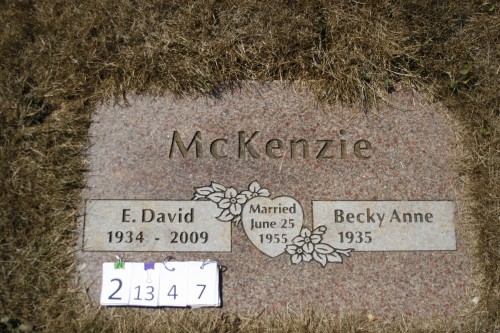 McKenzie
E. David
1934 - 2009
Married
June 25
1955
Becky Anne
1935
2 13 4 7